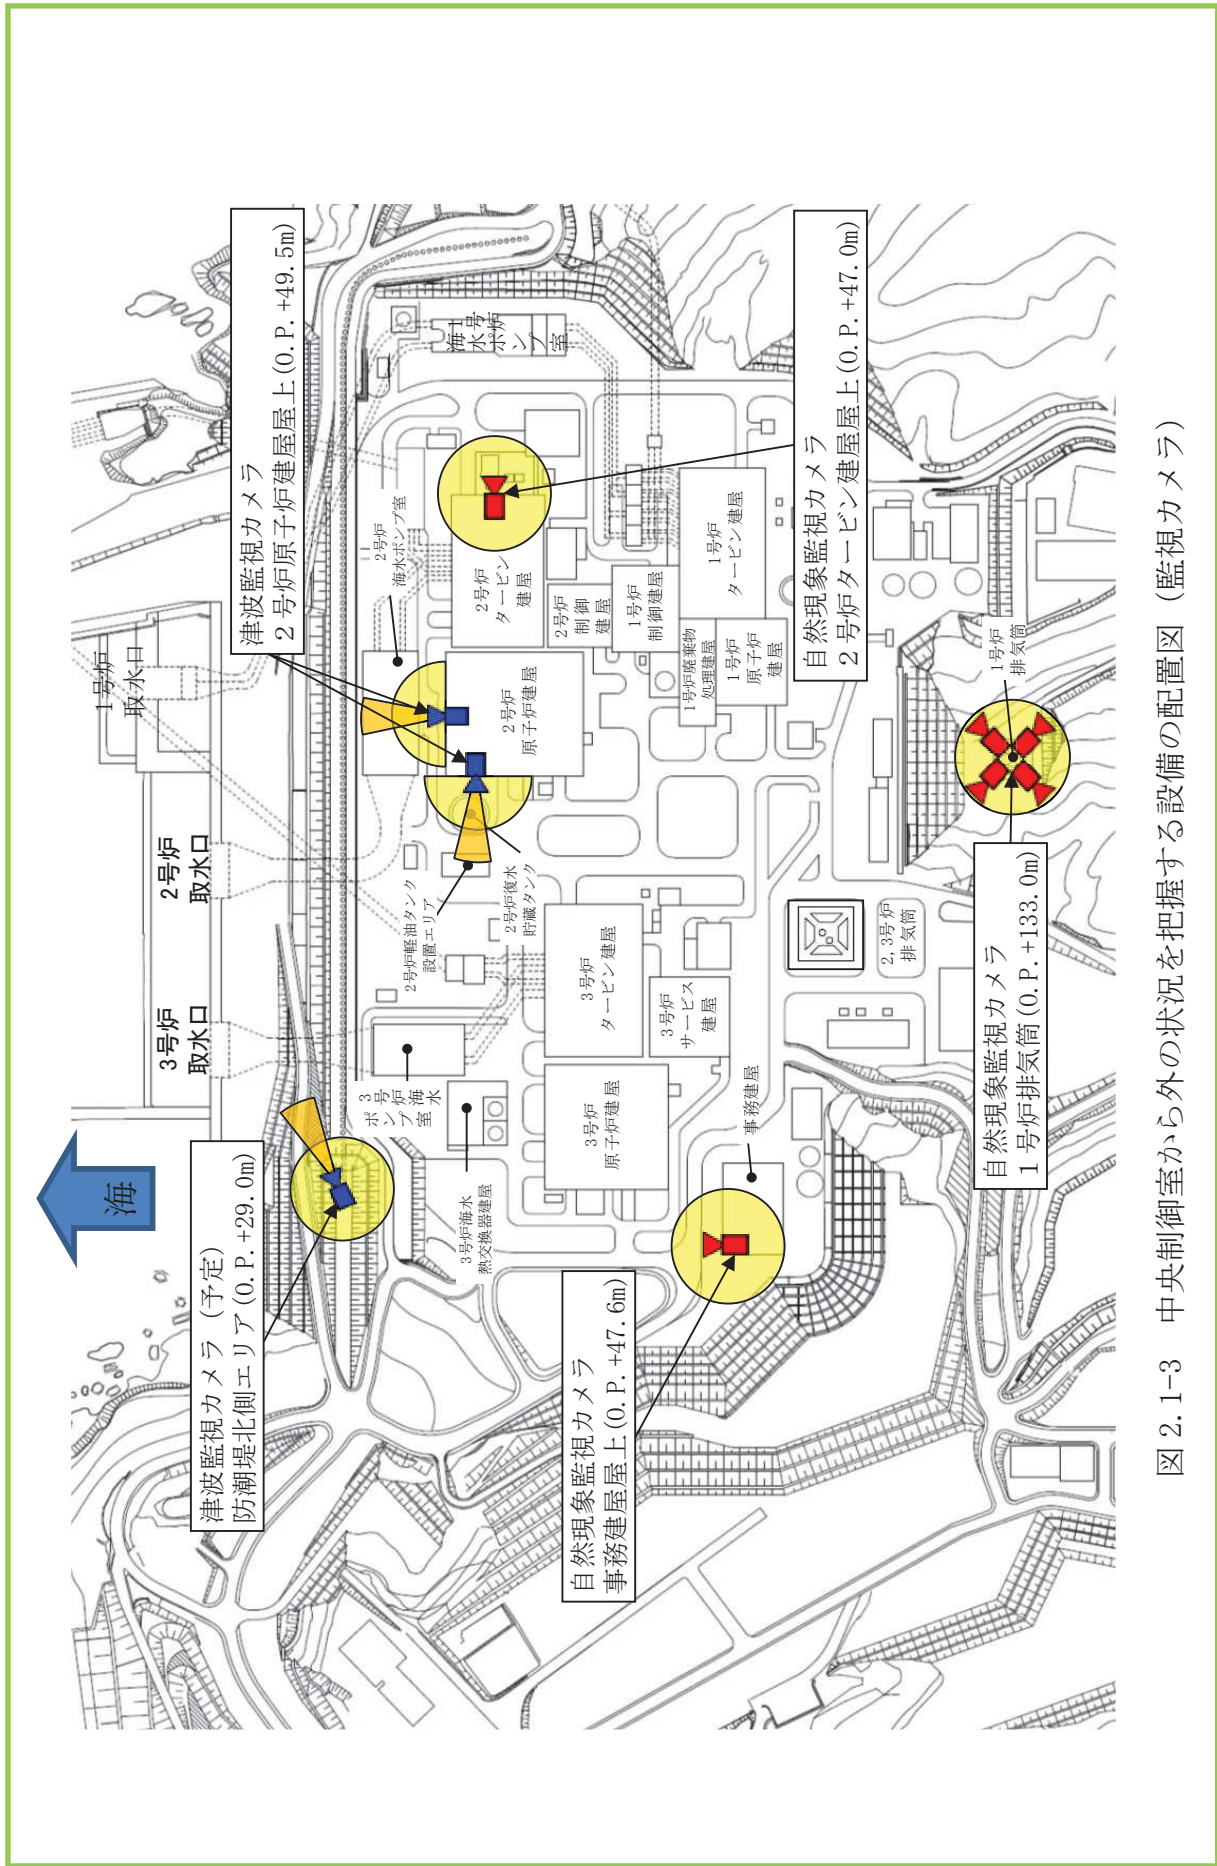 海
津波監視カメラ (予定)
防潮堤北側エリア(O.P.+29.0m)
津波監視カメラ
2号炉原子炉建屋屋上(O.P.+49.5m)
自然現象監視カメラ
事務建屋屋上(O.P.+47.6m)
自然現象監視カメラ
2号炉タービン建屋屋上(O.P.+47.0m)
自然現象監視カメラ
1号炉排気筒(O.P.+133.0m)
3号炉
取水口
2号炉
取水口
1号炉
取水口
3号炉海水
ポンプ室
3号炉海水
熱交換器建屋
2号炉軽油タンク
設置エリア
2号炉復水
貯蔵タンク
2号炉
海水ポンプ室
1号炉
海水ポンプ室
3号炉
原子炉建屋
3号炉
タービン建屋
3号炉
サービス
建屋
2号炉
原子炉建屋
2号炉
タービン
建屋
2号炉
制御
建屋
1号炉
制御建屋
1号炉廃棄物
処理建屋
1号炉
原子炉
建屋
1号炉
タービン建屋
事務建屋
2,3号炉
排気筒
1号炉
排気筒
図 2.1-3 中央制御室から外の状況を把握する設備の配置図 (監視カメラ)